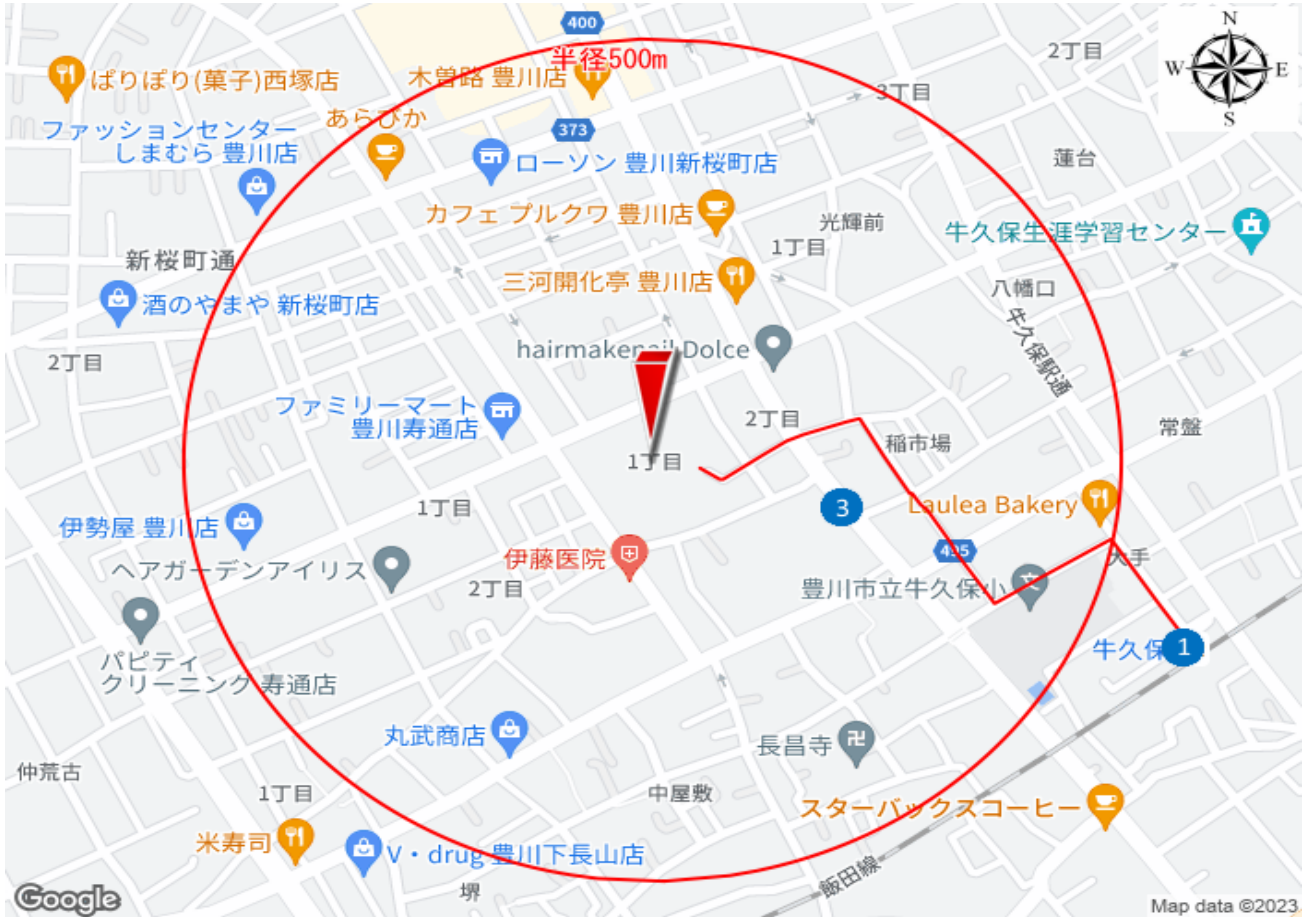 400
半径500m
2丁目
N
W
E
S
ぱりぽり(菓子)西塚店
木曽路 豊川店
3丁目
あらびか
ファッションセンター
しまむら 豊川店
373
ローソン 豊川新桜町店
蓮台
カフェ プルクワ 豊川店
光輝前
1丁目
牛久保生涯学習センター
新桜町通
三河開化亭 豊川店
八幡口
酒のやまや 新桜町店
牛久保駅通
2丁目
hairmakenail Dolce
ファミリーマート
豊川寿通店
2丁目
稲市場
常盤
1丁目
1丁目
3
Laulea Bakery
伊勢屋 豊川店
伊藤医院
495
大手
ヘアガーデンアイリス
2丁目
豊川市立牛久保小
パピティ
クリーニング 寿通店
牛久保
1
丸武商店
長昌寺
仲荒古
1丁目
中屋敷
スターバックスコーヒー
米寿司
V・drug 豊川下長山店
飯田線
堺
Google
Map data ©2023